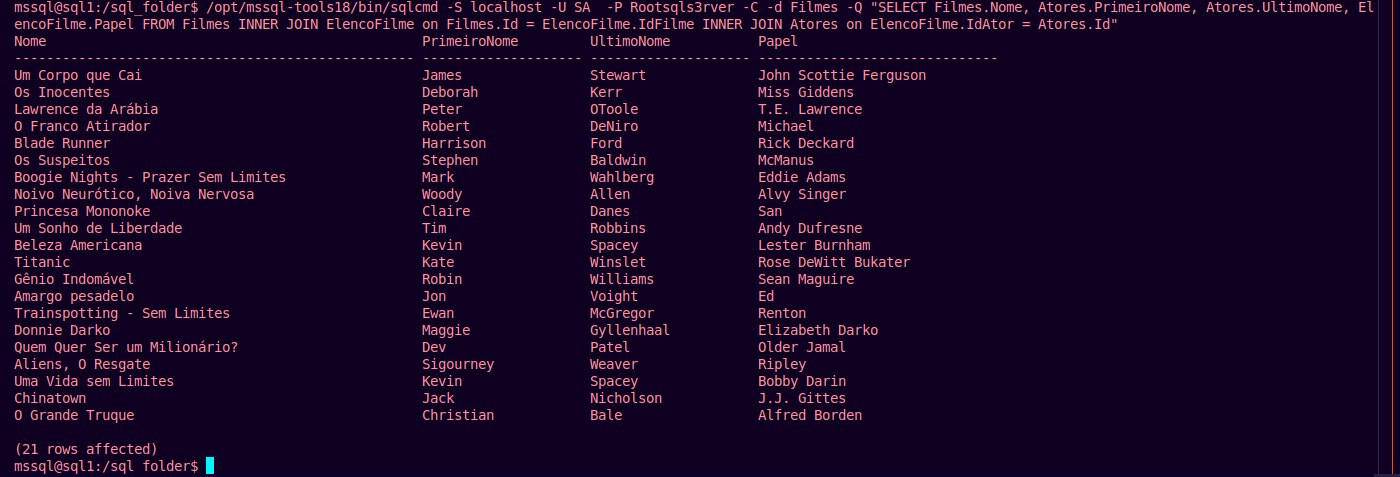 mssql@sql1:/sql_folder$ /opt/mssql-tools18/bin/sqlcmd -S localhost -U SA  -P Rootsqls3rver -C -d Filmes -Q "SELECT Filmes.Nome, Atores.PrimeiroNome, Atores.UltimoNome, El
encoFilme.Papel FROM Filmes INNER JOIN ElencoFilme on Filmes.Id = ElencoFilme.IdFilme INNER JOIN Atores on ElencoFilme.IdAtor = Atores.Id"
Nome                                               PrimeiroNome         UltimoNome           Papel
-------------------------------------------------- -------------------- -------------------- ------------------------------
Um Corpo que Cai                                   James                Stewart              John Scottie Ferguson
Os Inocentes                                       Deborah              Kerr                 Miss Giddens
Lawrence da Arábia                                 Peter                OToole               T.E. Lawrence
O Franco Atirador                                  Robert               DeNiro               Michael
Blade Runner                                       Harrison             Ford                 Rick Deckard
Os Suspeitos                                       Stephen              Baldwin              McManus
Boogie Nights - Prazer Sem Limites                 Mark                 Wahlberg             Eddie Adams
Noivo Neurótico, Noiva Nervosa                     Woody                Allen                Alvy Singer
Princesa Mononoke                                  Claire               Danes                San
Um Sonho de Liberdade                              Tim                  Robbins              Andy Dufresne
Beleza Americana                                   Kevin                Spacey               Lester Burnham
Titanic                                            Kate                 Winslet              Rose DeWitt Bukater
Gênio Indomável                                    Robin                Williams             Sean Maguire
Amargo pesadelo                                    Jon                  Voight               Ed
Trainspotting - Sem Limites                        Ewan                 McGregor             Renton
Donnie Darko                                       Maggie               Gyllenhaal           Elizabeth Darko
Quem Quer Ser um Milionário?                       Dev                  Patel                Older Jamal
Aliens, O Resgate                                  Sigourney            Weaver               Ripley
Uma Vida sem Limites                               Kevin                Spacey               Bobby Darin
Chinatown                                          Jack                 Nicholson            J.J. Gittes
O Grande Truque                                    Christian            Bale                 Alfred Borden

(21 rows affected)
mssql@sql1:/sql_folder$